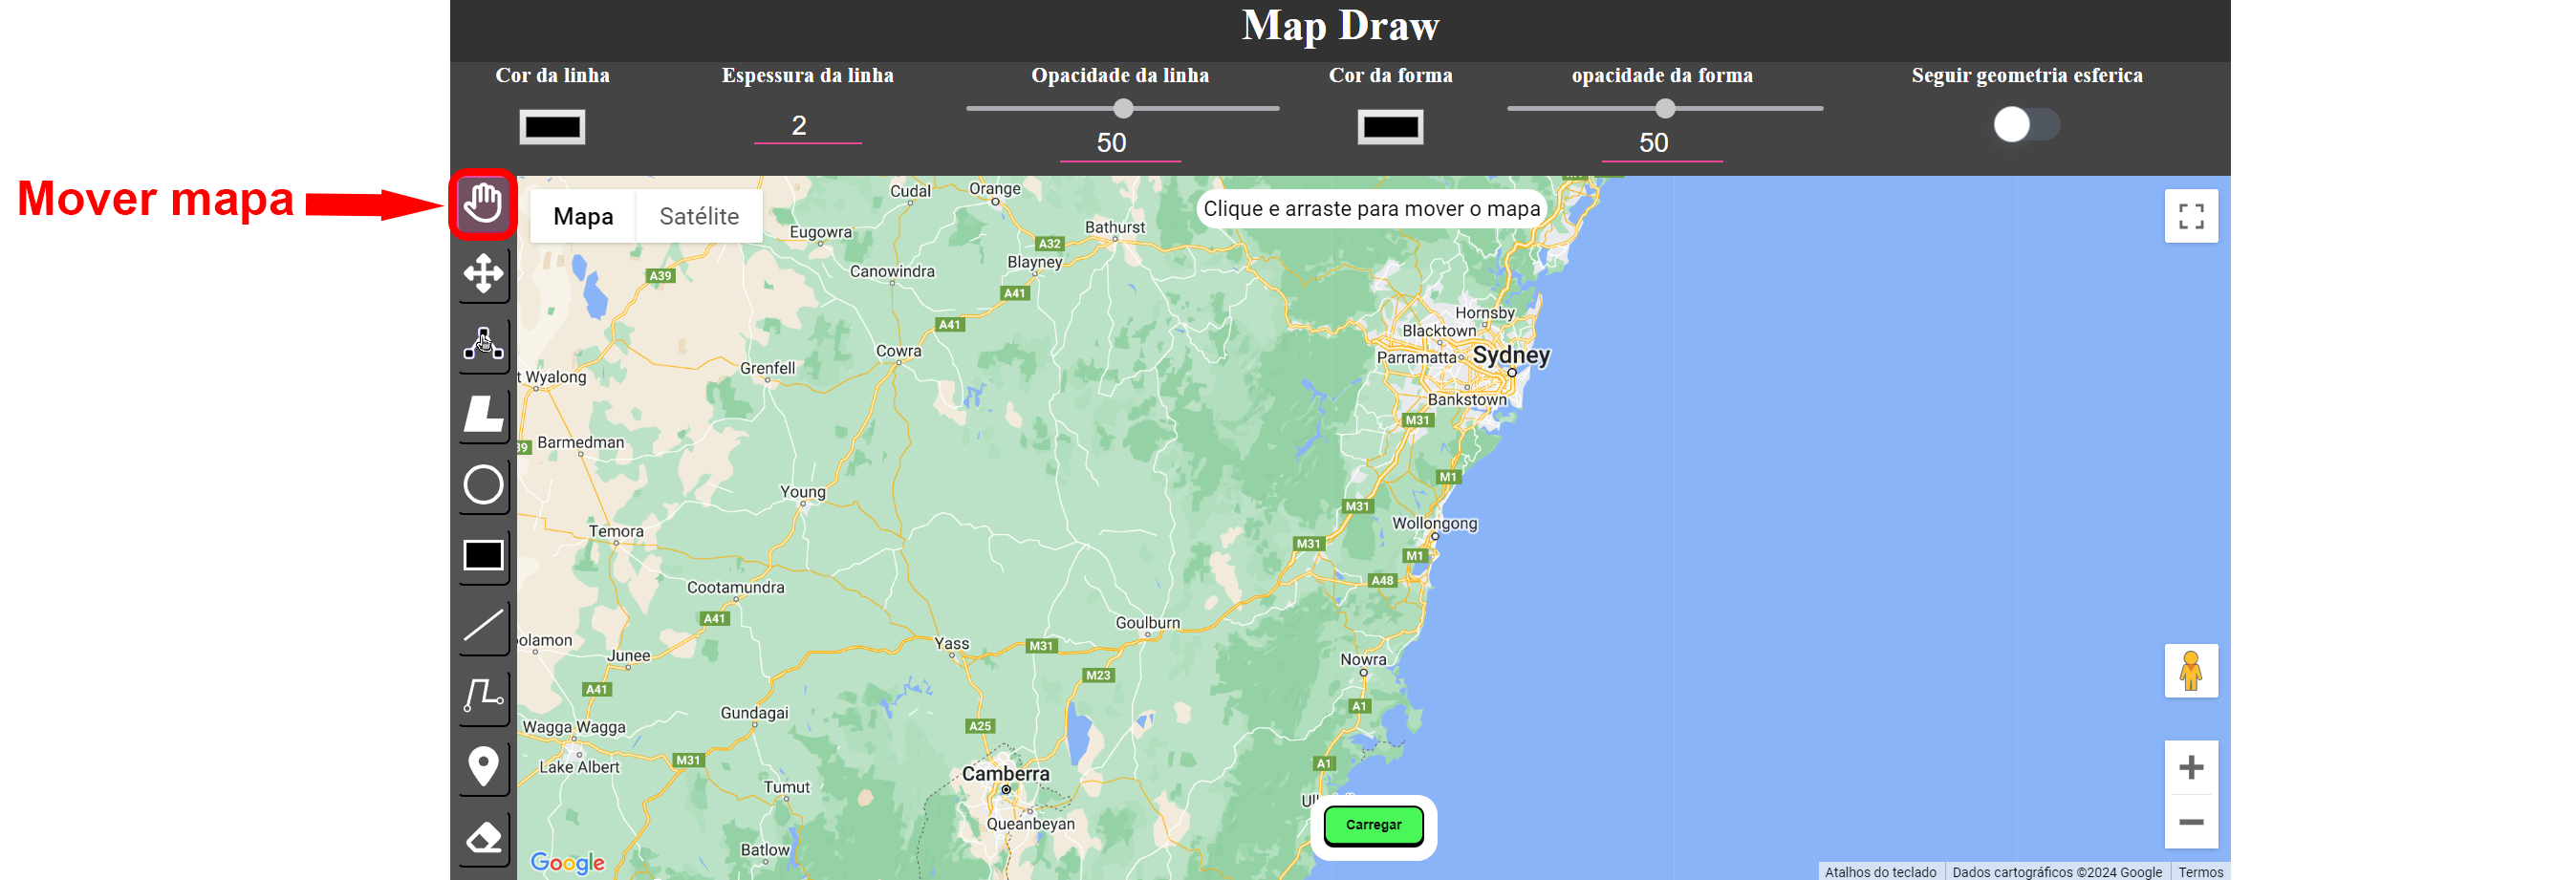 Map Draw
Cor da linha
Espessura da linha
Opacidade da linha
Cor da forma
opacidade da forma
Seguir geometria esferica
2
50
50
Mover mapa
Mapa
Satélite
Clique e arraste para mover o mapa
Cudal
Orange
Eugowra
Bathurst
A32
Blayney
Canowindra
A39
A41
Hornsby
A41
Blacktown
Cowra
Parramatta
Sydney
Grenfell
t Wyalong
Bankstown
M31
Barmedman
39
M1
Young
M31
Wollongong
Temora
M31
M1
A48
Cootamundra
A41
Goulburn
olamon
Yass
M31
Junee
Nowra
M23
A41
A1
Gundagai
Wagga Wagga
A25
M31
Lake Albert
Camberra
A1
Tumut
Ul
Queanbeyan
Carregar
Batlow
Google
Atalhos do teclado
Dados cartográficos ©2024 Google
Termos